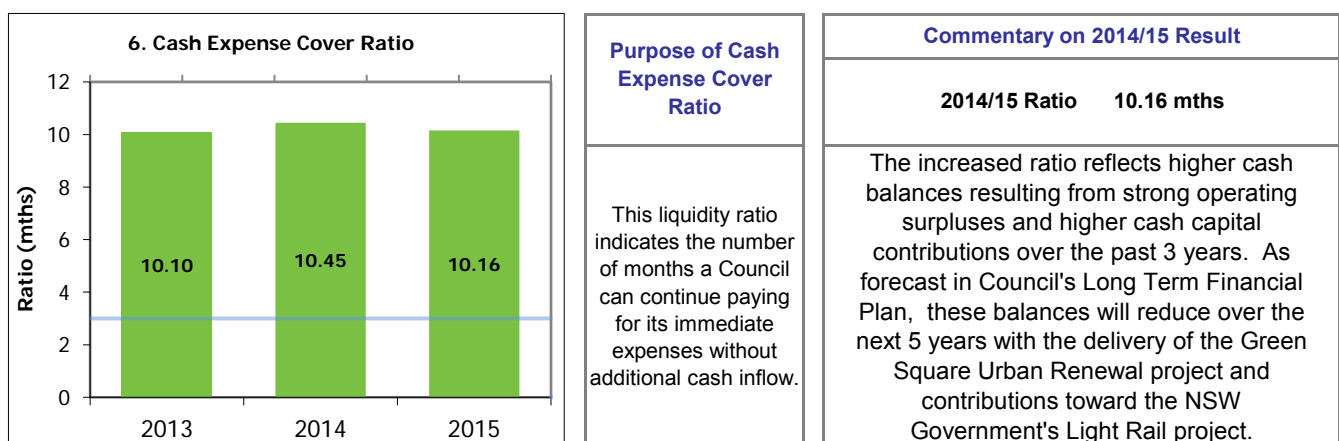 6. Cash Expense Cover Ratio
12
10
8
6
4
2
0
Ratio (mths)
10.10
10.45
10.16
2013
2014
2015
Purpose of Cash
Expense Cover
Ratio
This liquidity ratio
indicates the number
of months a Council
can continue paying
for its immediate
expenses without
additional cash inflow.
Commentary on 2014/15 Result
2014/15 Ratio 10.16 mths
The increased ratio reflects higher cash
balances resulting from strong operating
surpluses and higher cash capital
contributions over the past 3 years. As
forecast in Council's Long Term Financial
Plan, these balances will reduce over the
next 5 years with the delivery of the Green
Square Urban Renewal project and
contributions toward the NSW
Government's Light Rail project.